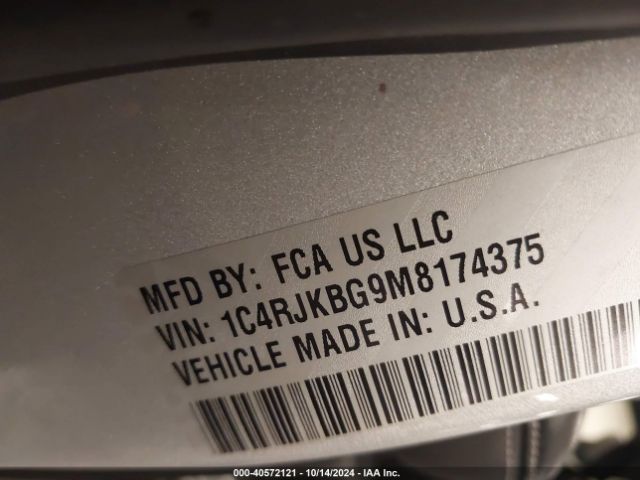 MFD BY: FCA US LLC
VIN: 1C4RJKBG9M8174375
VEHICLE MADE IN: U.S.A.
000-40572121 - 10/14/2024 - IAA Inc.